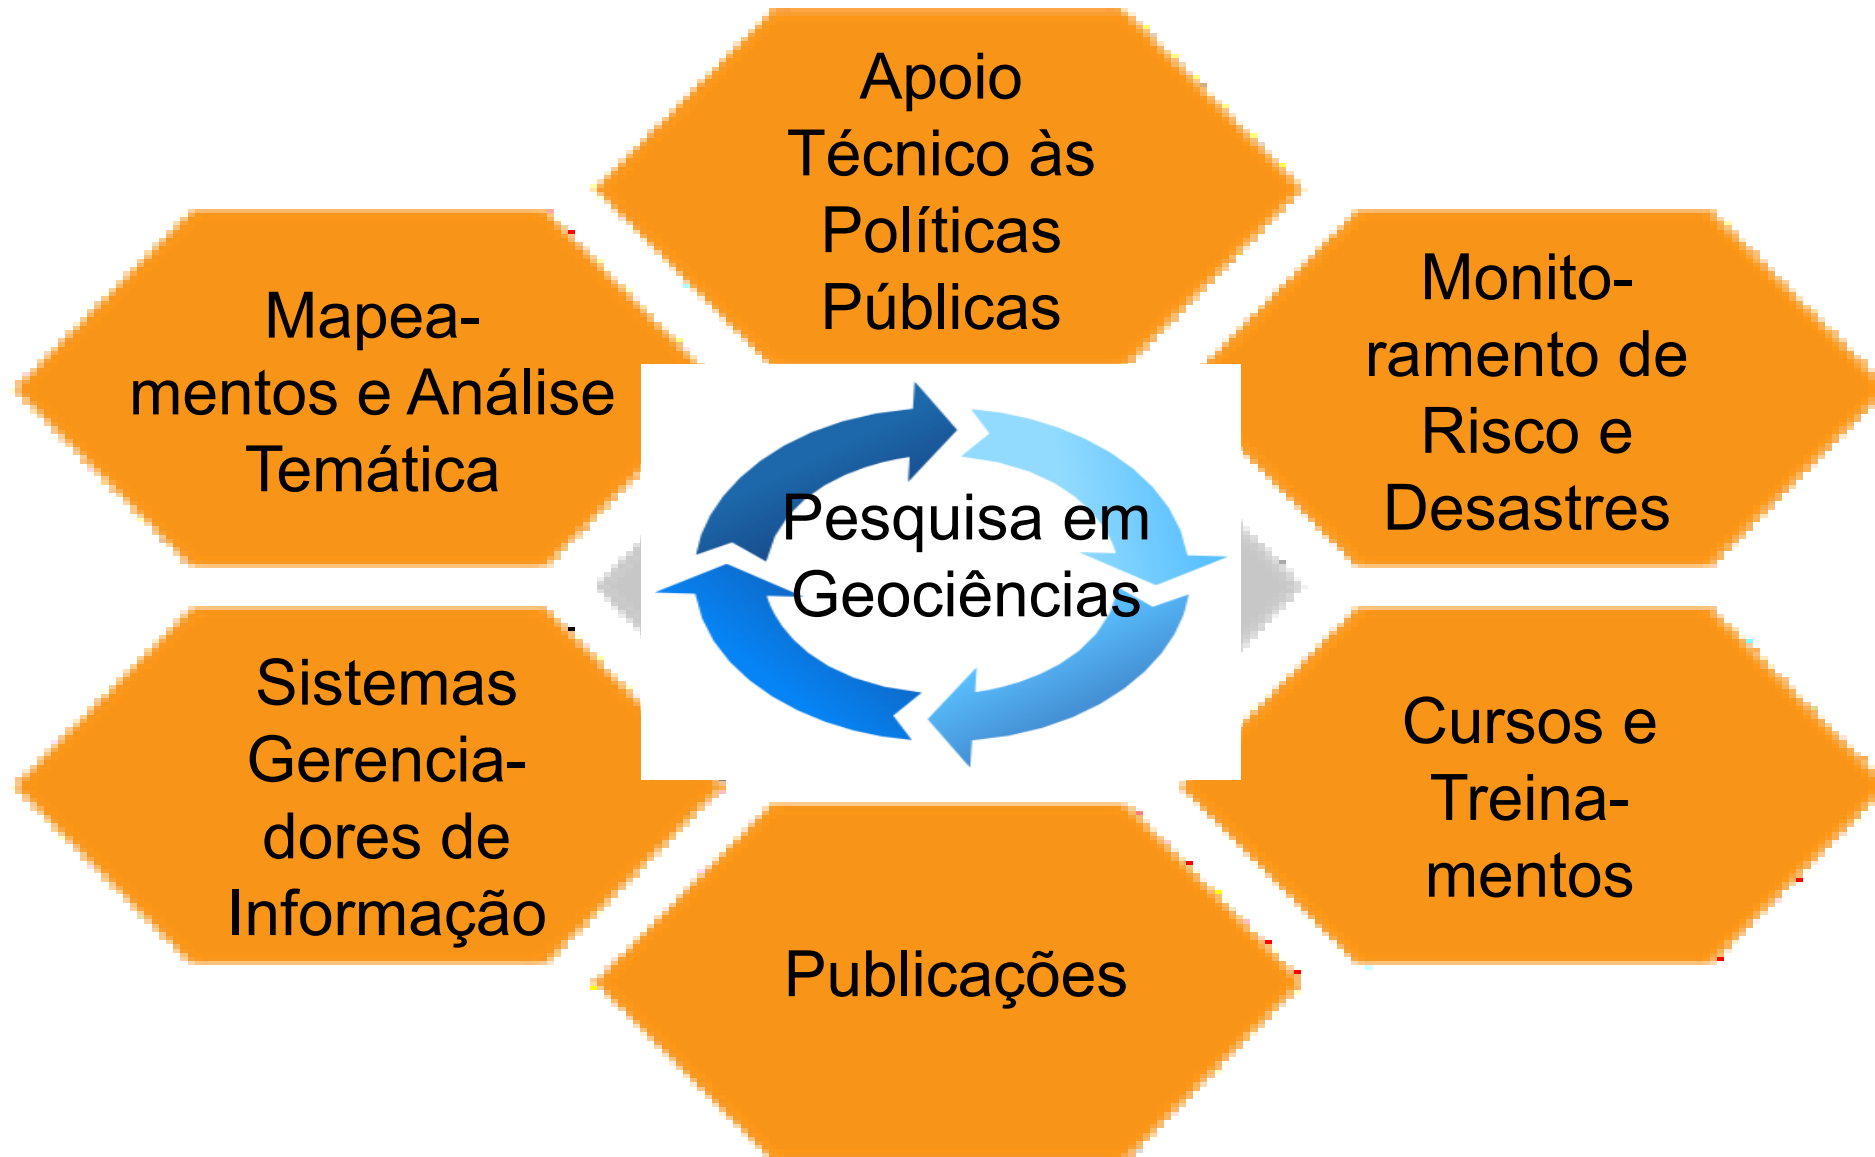 Apoio
Técnico às
Políticas
Públicas
Mapea-
mentos e Análise
Temática
Monito-
ramento de
Risco e
Desastres
Pesquisa em
Geociências
Sistemas
Gerencia-
dores de
Informação
Cursos e
Treina-
mentos
Publicações